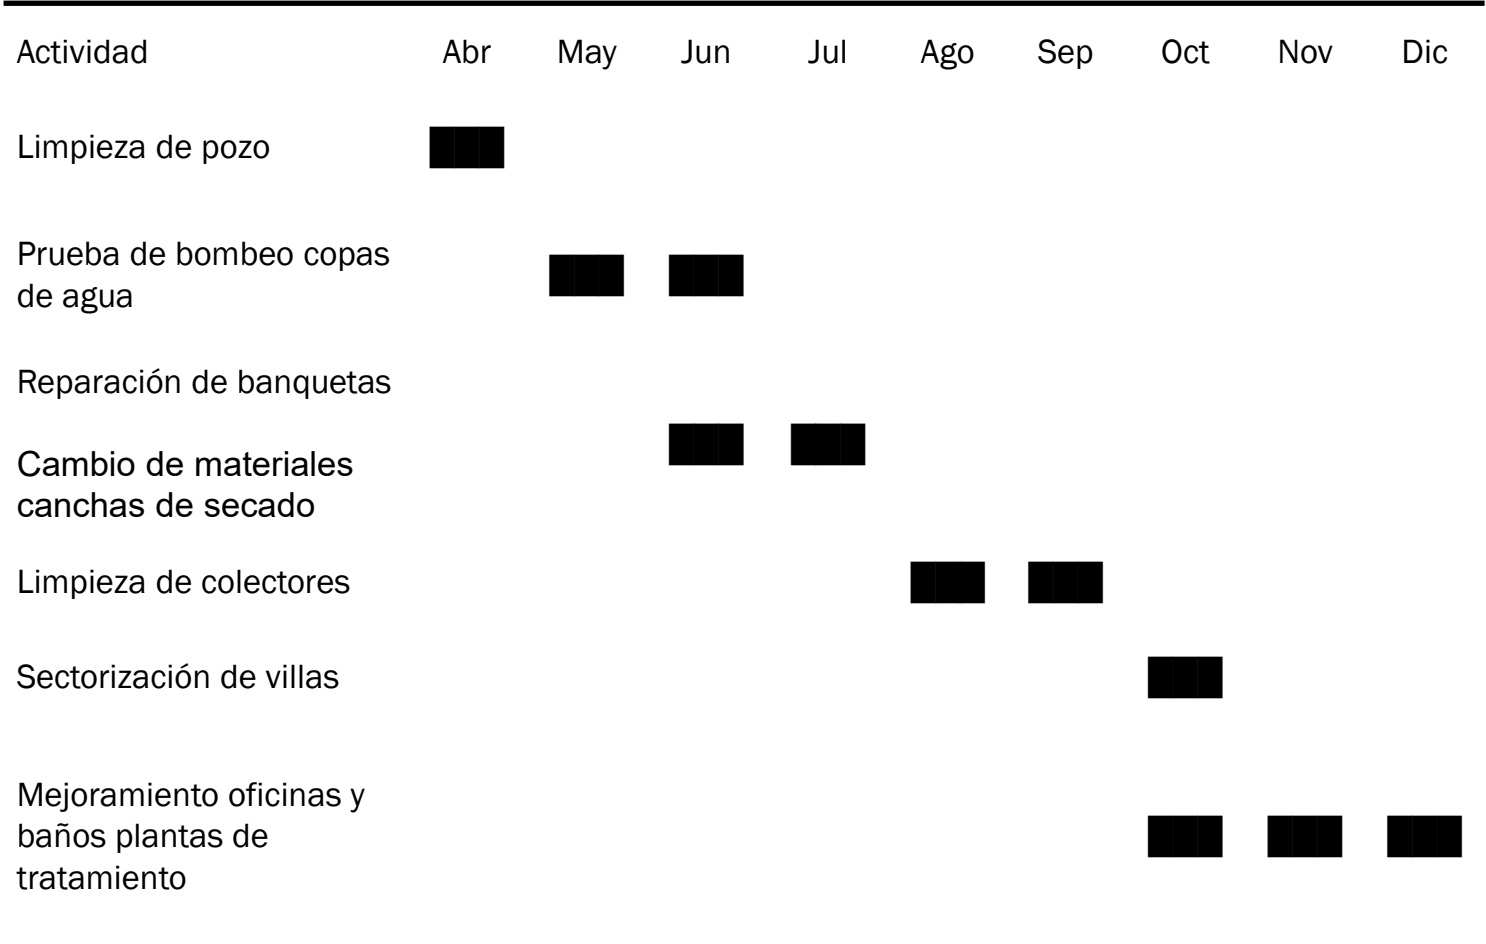 Actividad Abr May Jun Jul Ago Sep Oct Nov Dic
Limpieza de pozo
Prueba de bombeo copas
de agua
Reparación de banquetas
Cambio de materiales
canchas de secado
Limpieza de colectores
Sectorización de villas
Mejoramiento oficinas y
baños plantas de
tratamiento